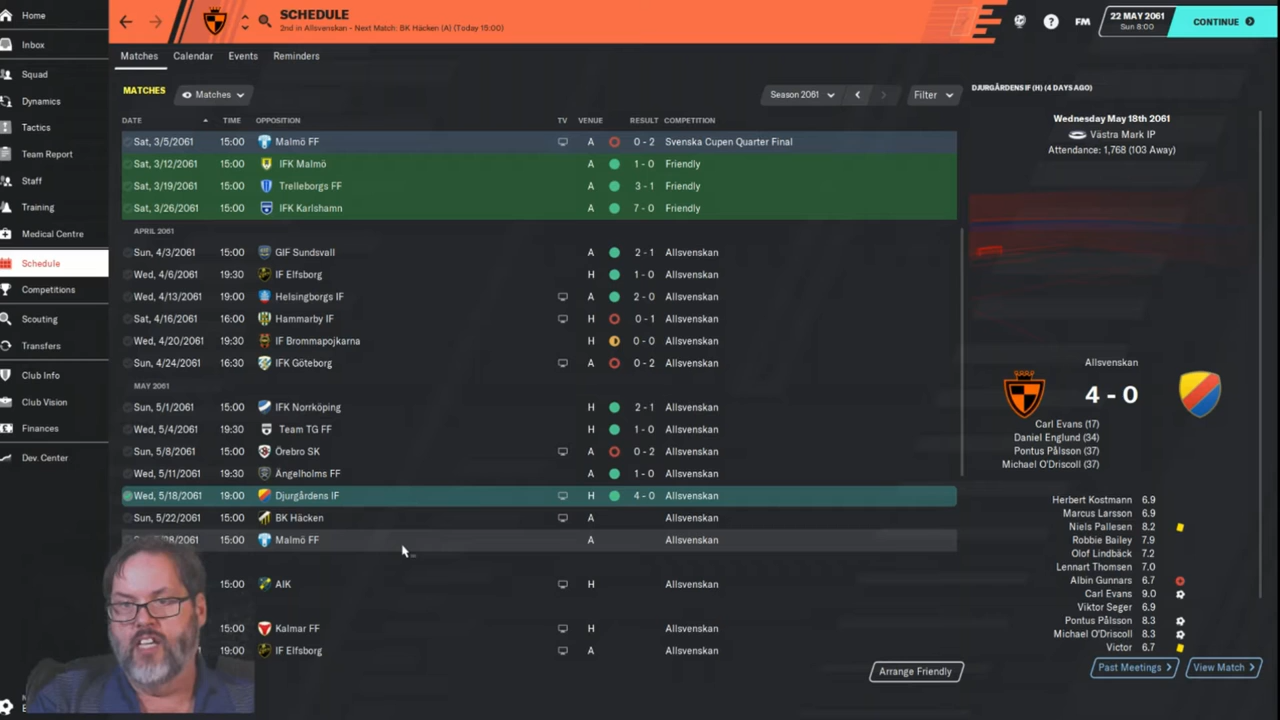 Home
SCHEDULE
2nd in Allsvenskan - Next Match: BK Häcken (A) (Today 15:00)
FM
22 MAY 2061
Sun 8:00
CONTINUE
Inbox
Squad
Dynamics
Tactics
Team Report
Staff
Training
Medical Centre
Schedule
Competitions
Scouting
Transfers
Club Info
Club Vision
Finances
Dev. Center
Matches
Calendar
Events
Reminders
MATCHES
Matches
Season 2061
Filter
DATE TIME OPPOSITION TV VENUE RESULT COMPETITION
Sat, 3/5/2061 15:00 Malmö FF A 0 - 2 Svenska Cupen Quarter Final
Sat, 3/12/2061 15:00 IFK Malmö A 1 - 0 Friendly
Sat, 3/19/2061 15:00 Trelleborgs FF A 3 - 1 Friendly
Sat, 3/26/2061 15:00 IFK Karlshamn A 7 - 0 Friendly
APRIL 2061
Sun, 4/3/2061 15:00 GIF Sundsvall A 2 - 1 Allsvenskan
Wed, 4/6/2061 19:30 IF Elfsborg H 1 - 0 Allsvenskan
Wed, 4/13/2061 19:00 Helsingborgs IF A 2 - 0 Allsvenskan
Sat, 4/16/2061 16:00 Hammarby IF H 0 - 1 Allsvenskan
Wed, 4/20/2061 19:30 IF Brommapojkarna H 0 - 0 Allsvenskan
Sun, 4/24/2061 16:30 IFK Göteborg A 0 - 2 Allsvenskan
MAY 2061
Sun, 5/1/2061 15:00 IFK Norrköping H 2 - 1 Allsvenskan
Wed, 5/4/2061 19:30 Team TG FF H 1 - 0 Allsvenskan
Sun, 5/8/2061 15:00 Örebro SK A 0 - 2 Allsvenskan
Wed, 5/11/2061 19:30 Ängelholms FF A 1 - 0 Allsvenskan
Wed, 5/18/2061 19:00 Djurgårdens IF H 4 - 0 Allsvenskan
Sun, 5/22/2061 15:00 BK Häcken A Allsvenskan
28/2061 15:00 Malmö FF A Allsvenskan
15:00 AIK H Allsvenskan
15:00 Kalmar FF H Allsvenskan
19:00 IF Elfsborg A Allsvenskan
Arrange Friendly
DJURGÅRDENS IF (H) (4 DAYS AGO)
Wednesday May 18th 2061
Västra Mark IP
Attendance: 1,768 (103 Away)
Allsvenskan
4 - 0
Carl Evans (17)
Daniel Englund (34)
Pontus Pålsson (37)
Michael O'Driscoll (37)
Herbert Kostmann 6.9
Marcus Larsson 6.9
Niels Pallesen 8.2
Robbie Bailey 7.9
Olof Lindbäck 7.2
Lennart Thomsen 7.0
Albin Gunnars 6.7
Carl Evans 9.0
Viktor Seger 6.9
Pontus Pålsson 8.3
Michael O'Driscoll 8.3
Victor 6.7
Past Meetings
View Match